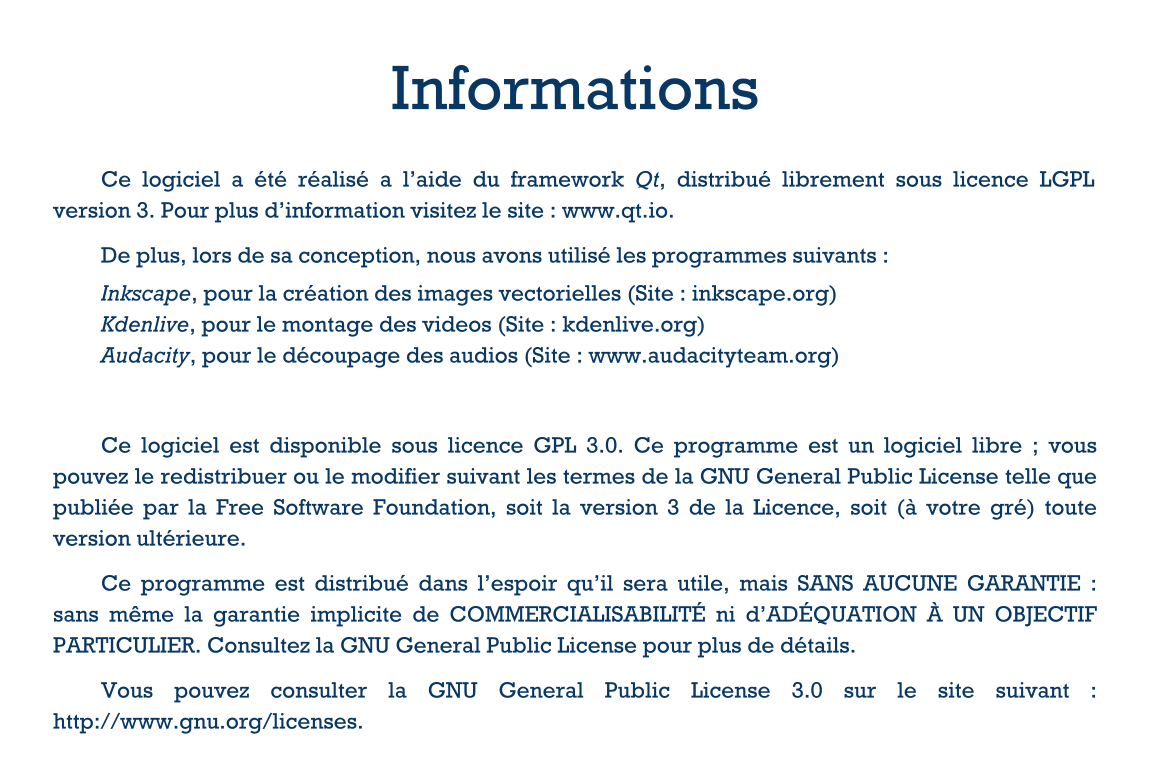 Informations
Ce logiciel a été réalisé a l’aide du framework Qt, distribué librement sous licence LGPL
version 3. Pour plus d’information visitez le site : www.qt.io.
De plus, lors de sa conception, nous avons utilisé les programmes suivants :
Inkscape, pour la création des images vectorielles (Site : inkscape.org)
Kdenlive, pour le montage des videos (Site : kdenlive.org)
Audacity, pour le découpage des audios (Site : www.audacityteam.org)
Ce logiciel est disponible sous licence GPL 3.0. Ce programme est un logiciel libre ; vous
pouvez le redistribuer ou le modifier suivant les termes de la GNU General Public License telle que
publiée par la Free Software Foundation, soit la version 3 de la Licence, soit (à votre gré) toute
version ultérieure.
Ce programme est distribué dans l’espoir qu’il sera utile, mais SANS AUCUNE GARANTIE :
sans même la garantie implicite de COMMERCIALISABILITÉ ni d’ADÉQUATION À UN OBJECTIF
PARTICULIER. Consultez la GNU General Public License pour plus de détails.
Vous pouvez consulter la GNU General Public License 3.0 sur le site suivant :
http://www.gnu.org/licenses.